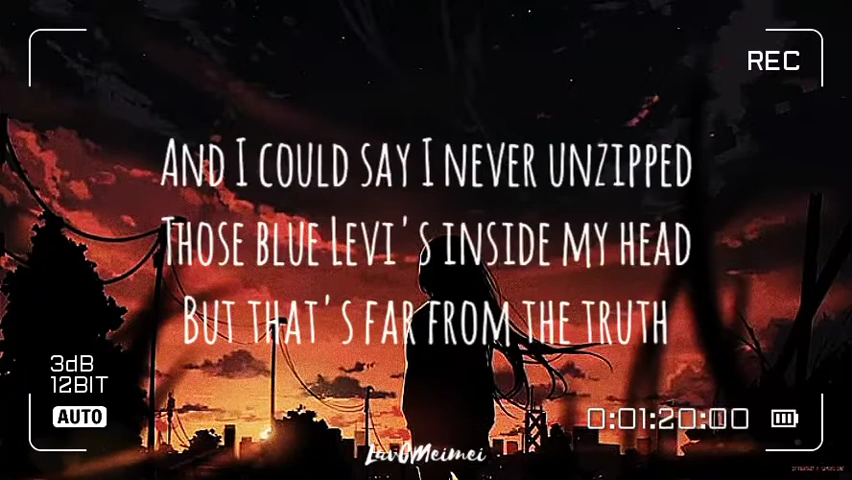 REC
And I could say I never unzipped
Those blue Levi's inside my head
But that's far from the truth
3dB
12BIT
AUTO
0:01:20:00
LavGMeimei